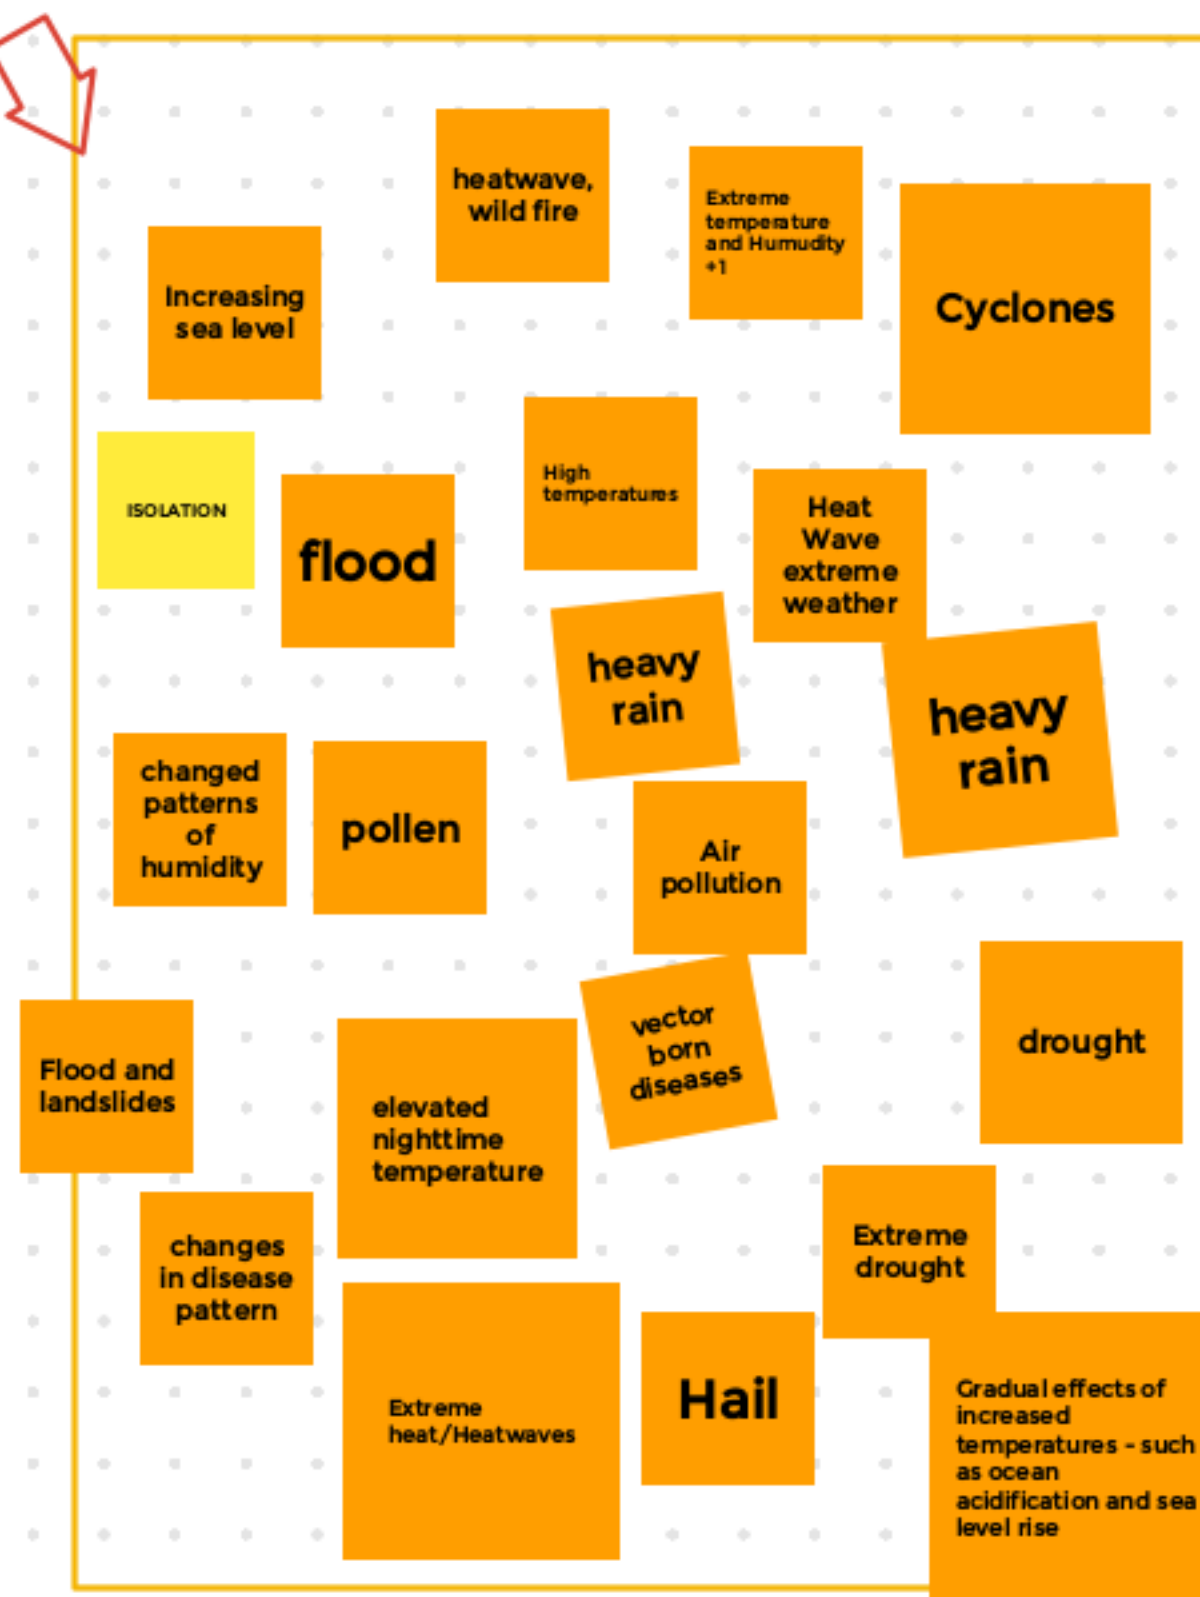 heatwave,
wild fire
Extreme
temperature
and Humudity
+1
Cyclones
Increasing
sea level
High
temperatures
ISOLATION
flood
Heat
Wave
extreme
weather
heavy
rain
heavy
rain
changed
patterns
of
humidity
pollen
Air
pollution
vector
born
diseases
drought
Flood and
landslides
elevated
nighttime
temperature
changes
in disease
pattern
Extreme
drought
Extreme
heat/Heatwaves
Hail
Gradual effects of
increased
temperatures - such
as ocean
acidification and sea
level rise